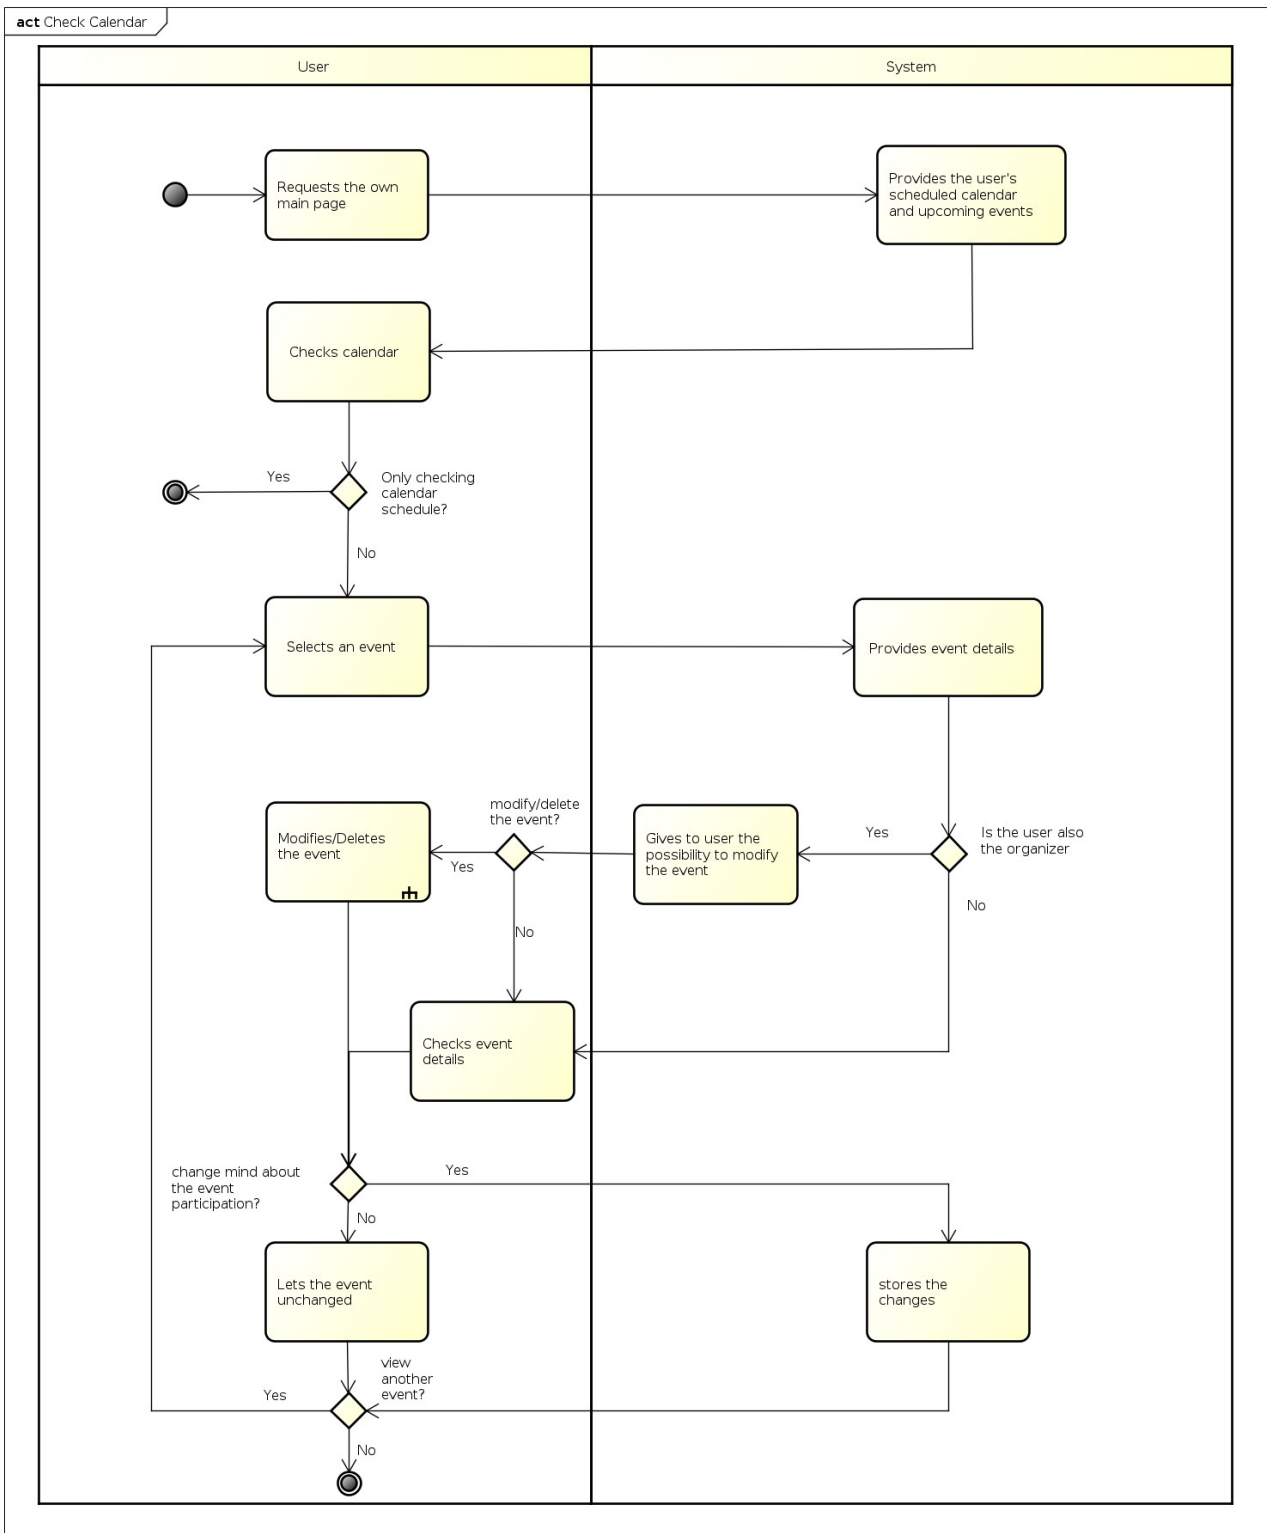 act Check Calendar
User
System
Requests the own
main page
Provides the user's
scheduled calendar
and upcoming events
Checks calendar
Yes
Only checking
calendar
schedule?
No
Selects an event
Provides event details
Modifies/Deletes
the event
modify/delete
the event?
Yes
No
Gives to user the
possibility to modify
the event
Yes
Is the user also
the organizer
No
Checks event
details
change mind about
the event
participation?
Yes
No
Lets the event
unchanged
stores the
changes
view
another
event?
Yes
No